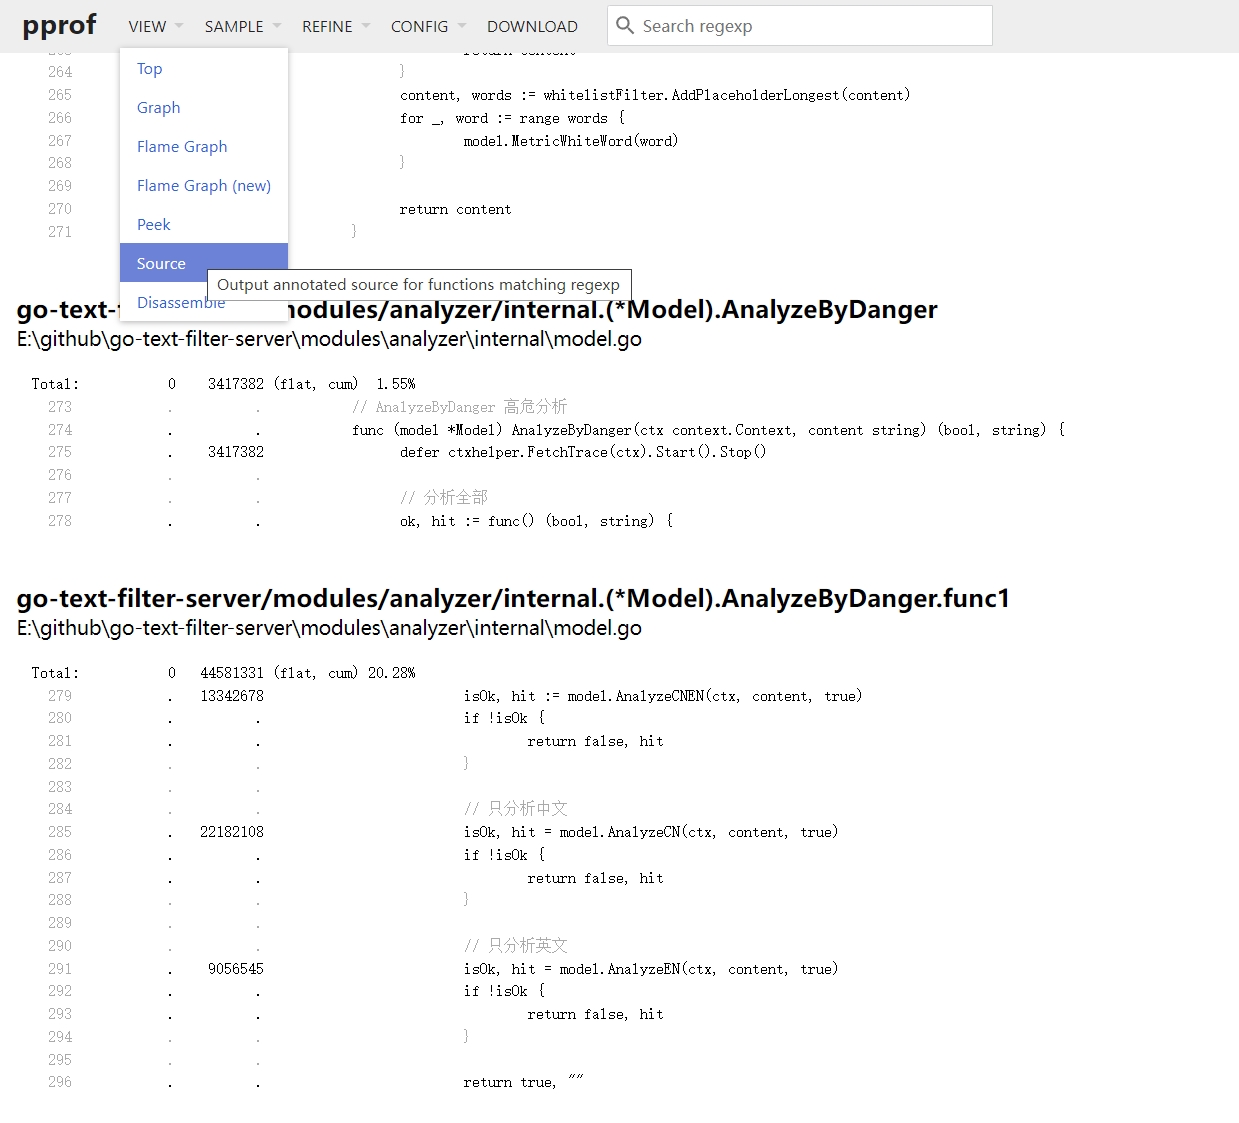 pprof VIEW SAMPLE REFINE CONFIG DOWNLOAD Search regexp
Top
Graph
Flame Graph
Flame Graph (new)
Peek
Source
Disassemble
Output annotated source for functions matching regexp
264 }
265 content, words := whitelistFilter.AddPlaceholderLongest(content)
266 for _, word := range words {
267 model.MetricWhiteWord(word)
268 }
269
270 return content
271 }
go-text- modules/analyzer/internal.(*Model).AnalyzeByDanger
E:\github\go-text-filter-server\modules\analyzer\internal\model.go
Total: 0 3417382 (flat, cum) 1.55%
273 . . // AnalyzeByDanger 高危分析
274 . . func (model *Model) AnalyzeByDanger(ctx context.Context, content string) (bool, string) {
275 . 3417382 defer ctxhelper.FetchTrace(ctx).Start().Stop()
276 . .
277 . . // 分析全部
278 . . ok, hit := func() (bool, string) {
go-text-filter-server/modules/analyzer/internal.(*Model).AnalyzeByDanger.func1
E:\github\go-text-filter-server\modules\analyzer\internal\model.go
Total: 0 44581331 (flat, cum) 20.28%
279 . 13342678 isOk, hit := model.AnalyzeCNEN(ctx, content, true)
280 . . if !isOk {
281 . . return false, hit
282 . . }
283 . .
284 . . // 只分析中文
285 . 22182108 isOk, hit = model.AnalyzeCN(ctx, content, true)
286 . . if !isOk {
287 . . return false, hit
288 . . }
289 . .
290 . . // 只分析英文
291 . 9056545 isOk, hit = model.AnalyzeEN(ctx, content, true)
292 . . if !isOk {
293 . . return false, hit
294 . . }
295 . .
296 . . return true, ""